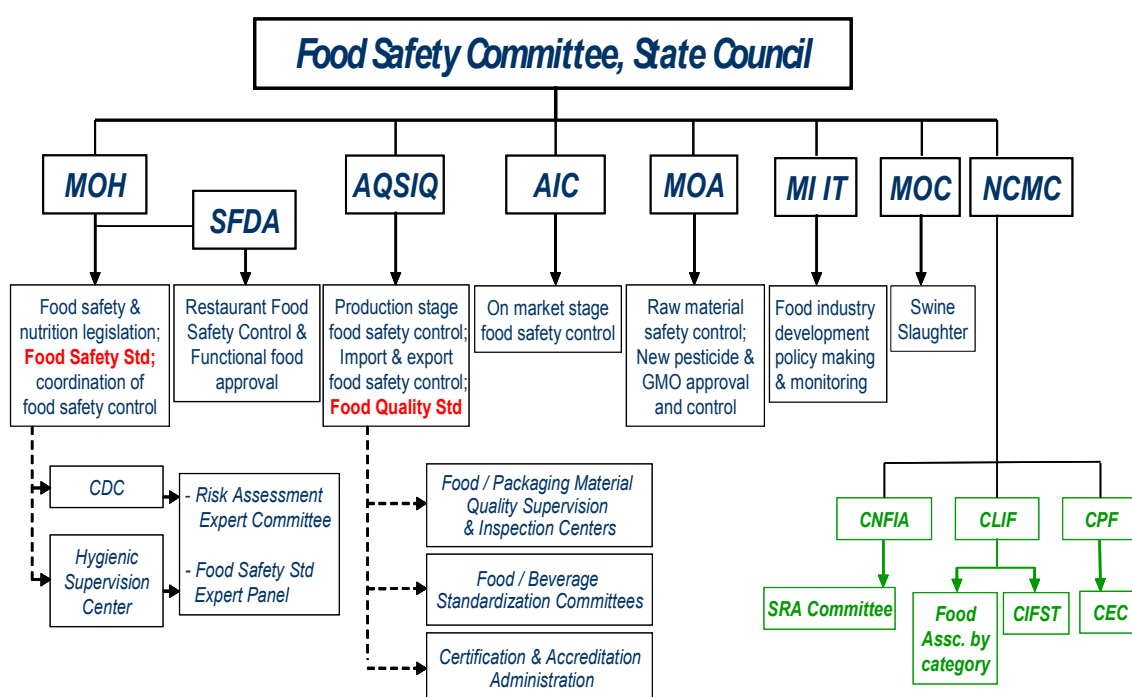 Food Safety Committee, State Council
MOH
AQSIQ
AIC
MOA
MI IT
MOC
NCMC
SFDA
Food safety &
nutrition legislation;
Food Safety Std;
coordination of
food safety control
Restaurant Food
Safety Control &
Functional food
approval
Production stage
food safety control;
Import & export
food safety control;
Food Quality Std
On market stage
food safety control
Raw material
safety control;
New pesticide &
GMO approval
and control
Food industry
development
policy making
& monitoring
Swine
Slaughter
CDC
Hygienic
Supervision
Center
- Risk Assessment
Expert Committee
- Food Safety Std
Expert Panel
Food / Packaging Material
Quality Supervision
& Inspection Centers
Food / Beverage
Standardization Committees
Certification & Accreditation
Administration
CNFIA
CLIF
CPF
SRA Committee
Food
Assc. by
category
CIFST
CEC